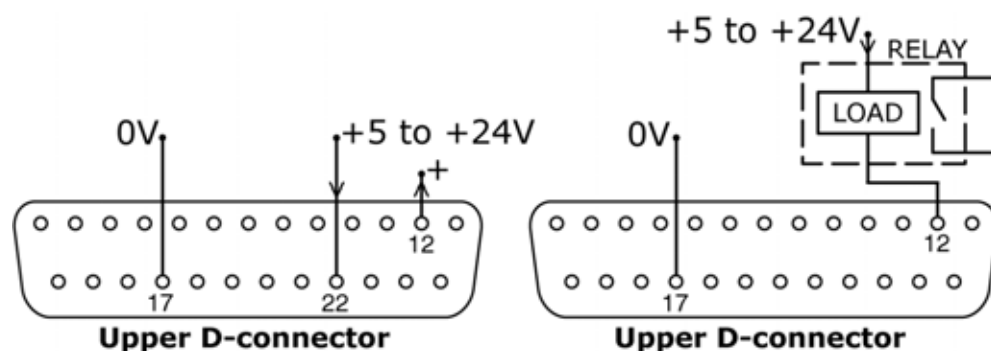 +5 to +24V
RELAY
LOAD
0V
+5 to +24V
+
12
17
22
Upper D-connector
0V
12
17
Upper D-connector